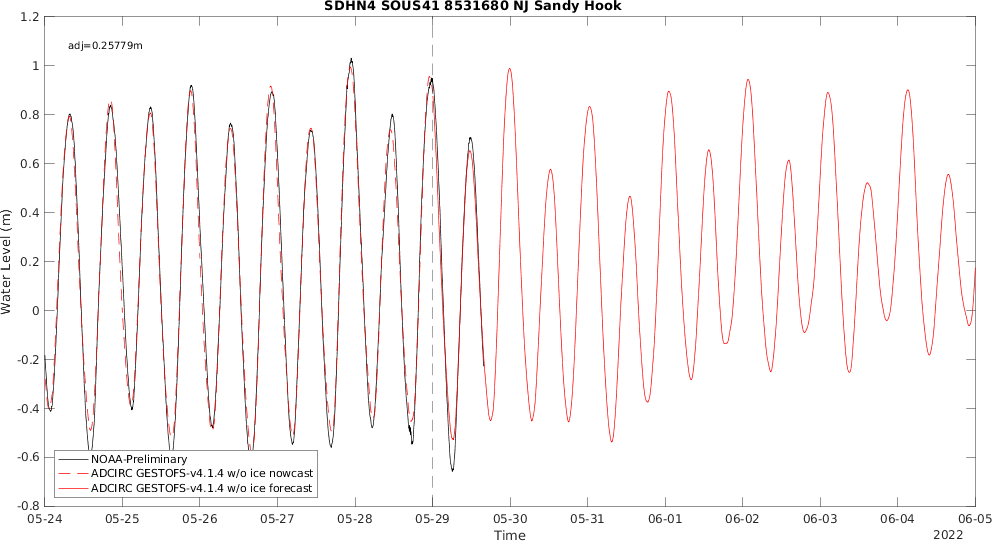 SDHN4 SOUS41 8531680 NJ Sandy Hook
adj=0.25779m
Water Level (m)
1.2
1
0.8
0.6
0.4
0.2
0
-0.2
-0.4
-0.6
-0.8
NOAA-Preliminary
ADCIRC GESTOFS-v4.1.4 w/o ice nowcast
ADCIRC GESTOFS-v4.1.4 w/o ice forecast
05-24 05-25 05-26 05-27 05-28 05-29 05-30 05-31 06-01 06-02 06-03 06-04 06-05
Time
2022